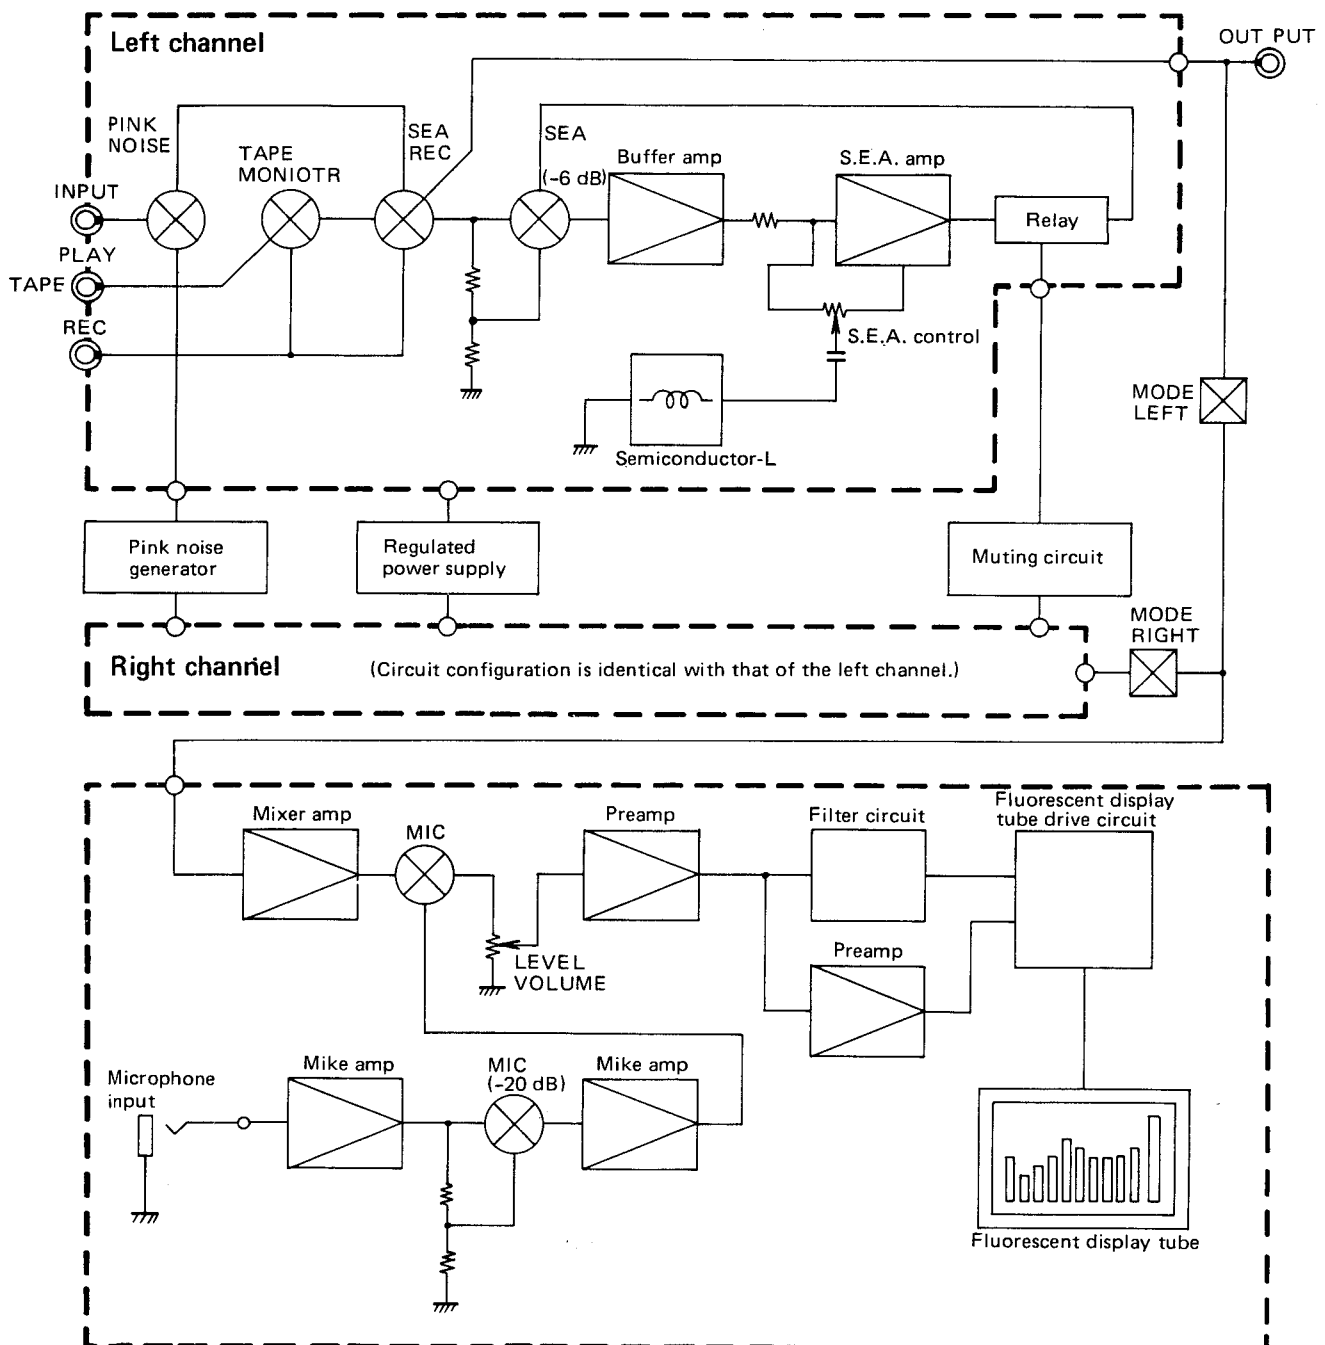 Left channel
OUT PUT
PINK
NOISE
SEA
REC
SEA
(-6 dB)
TAPE
MONIOTR
Buffer amp
S.E.A. amp
INPUT
Relay
PLAY
TAPE
REC
S.E.A. control
MODE
LEFT
Semiconductor-L
Pink noise
generator
Regulated
power supply
Muting circuit
MODE
RIGHT
Right channel
(Circuit configuration is identical with that of the left channel.)
Mixer amp
MIC
Preamp
Filter circuit
Fluorescent display
tube drive circuit
LEVEL
VOLUME
Preamp
Microphone
input
Mike amp
MIC
(-20 dB)
Mike amp
Fluorescent display tube